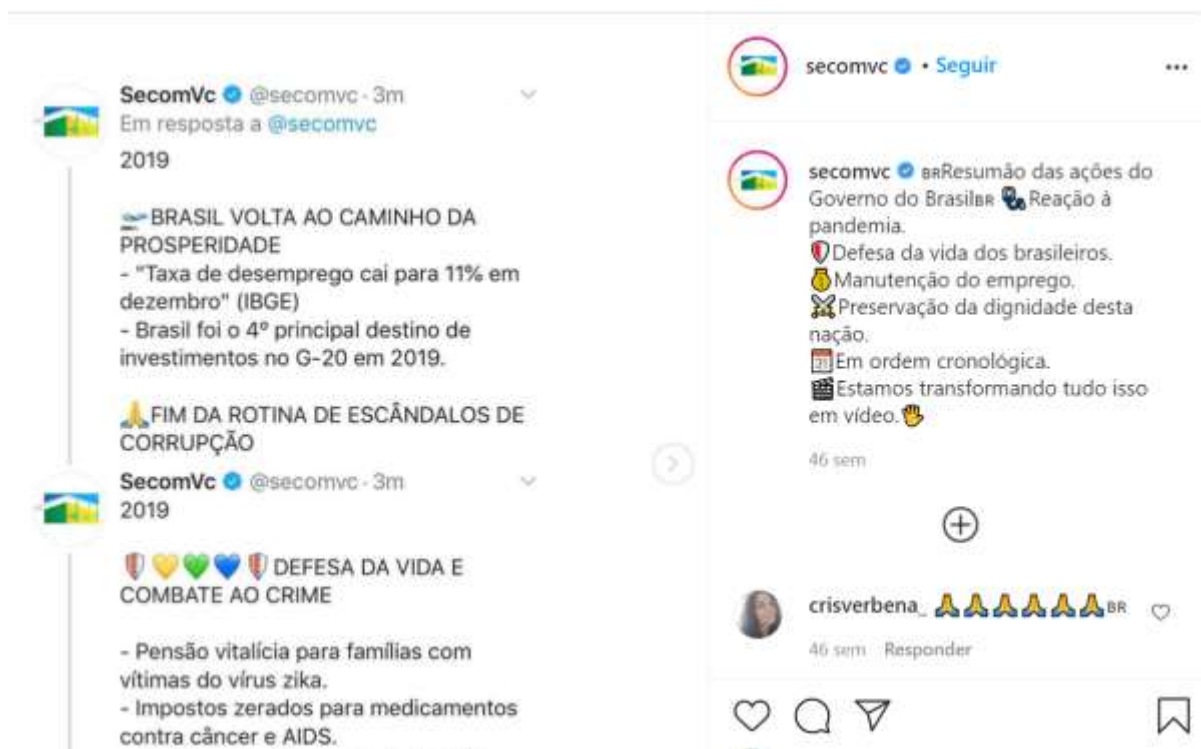 SecomVc @secomvc · 3m
Em resposta a @secomvc
2019
BRASIL VOLTA AO CAMINHO DA
PROSPERIDADE
- "Taxa de desemprego cai para 11% em
dezembro" (IBGE)
- Brasil foi o 4º principal destino de
investimentos no G-20 em 2019.
🙏FIM DA ROTINA DE ESCÂNDALOS DE
CORRUPÇÃO
SecomVc @secomvc · 3m
2019
💛💚💙 DEFESA DA VIDA E
COMBATE AO CRIME
- Pensão vitalícia para famílias com
vítimas do vírus zika.
- Impostos zerados para medicamentos
contra câncer e AIDS.
secomvc • Seguir
secomvc BRResumão das ações do
Governo do BrasilBR 🩺Reação à
pandemia.
🛡Defesa da vida dos brasileiros.
💰Manutenção do emprego.
⚔Preservação da dignidade desta
nação.
📅Em ordem cronológica.
🎬Estamos transformando tudo isso
em vídeo.🖐
46 sem
crisverbena_ 🙏🙏🙏🙏🙏🙏BR
46 sem Responder